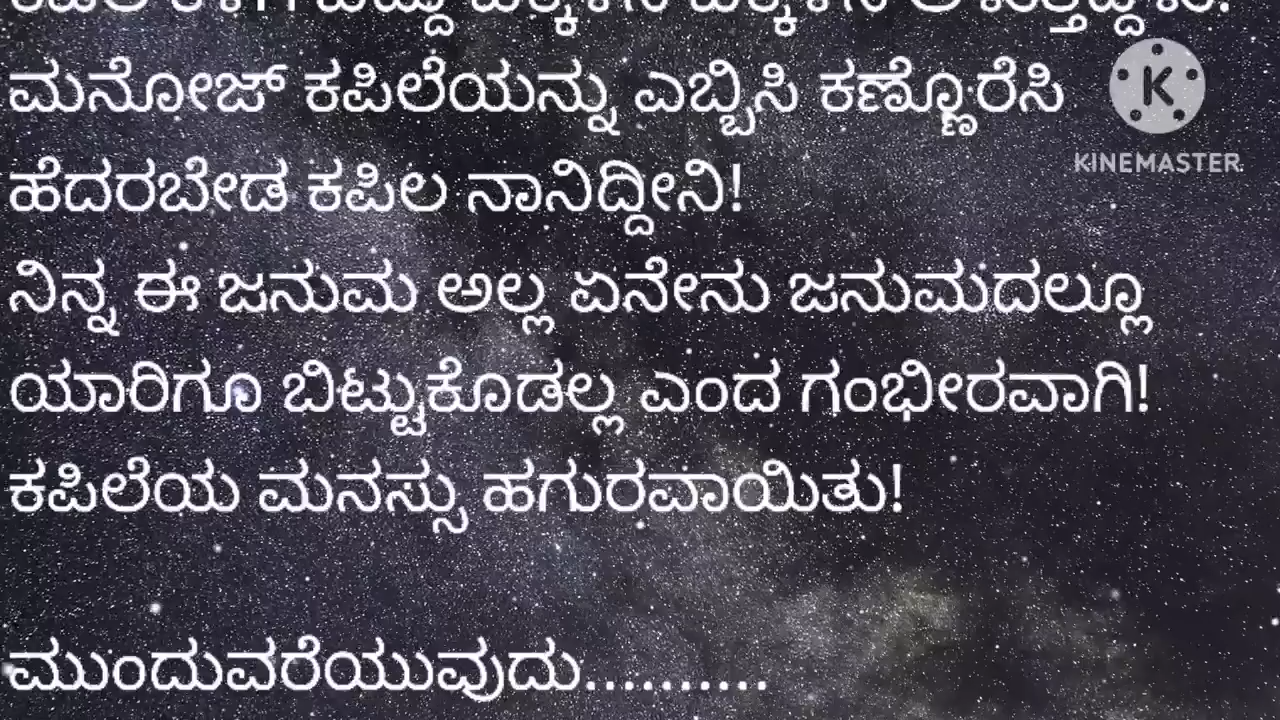 ಮನೋಜ್ ಕಪಿಲೆಯನ್ನು ಎಬ್ಬಿಸಿ ಕಣ್ಣೊರೆಸಿ
KINEMASTER
ಹೆದರಬೇಡ ಕಪಿಲ ನಾನಿದ್ದೀನಿ!
ನಿನ್ನ ಈ ಜನುಮ ಅಲ್ಲ ಏನೇನು ಜನುಮದಲ್ಲೂ
ಯಾರಿಗೂ ಬಿಟ್ಟುಕೊಡಲ್ಲ ಎಂದ ಗಂಭೀರವಾಗಿ!
ಕಪಿಲೆಯ ಮನಸ್ಸು ಹಗುರವಾಯಿತು!
ಮುಂದುವರೆಯುವುದು..........